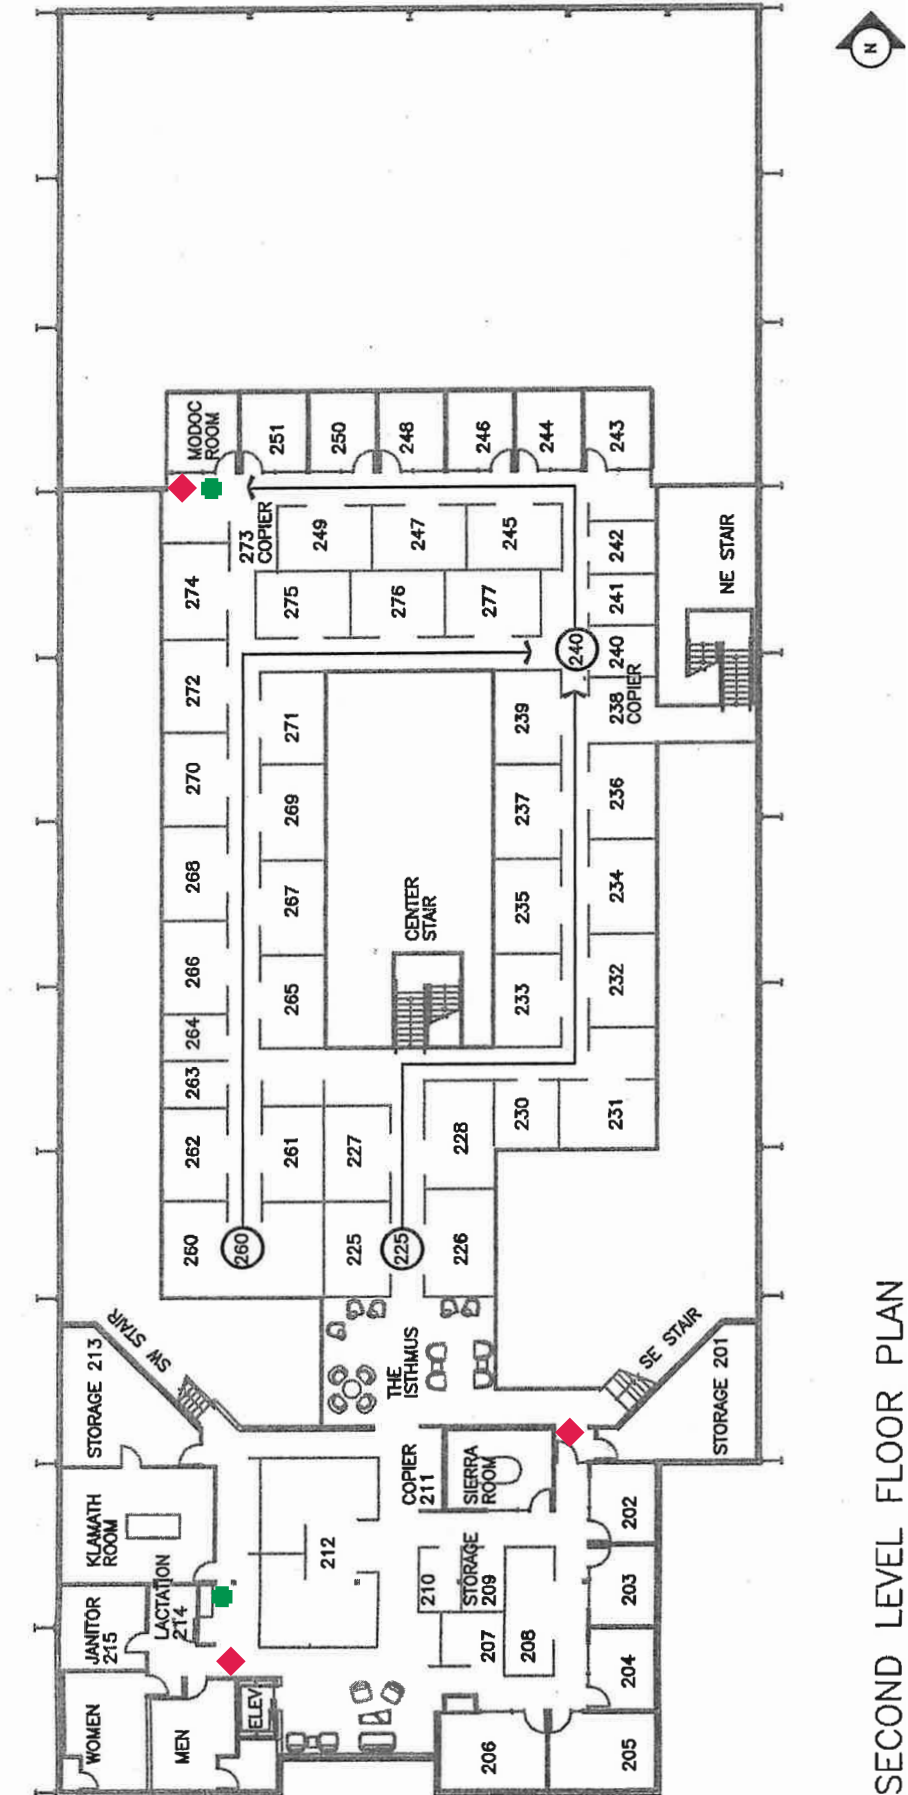 N
MODOC
ROOM
251
250
248
246
244
243
273
COPIER
249
247
245
242
241
240
238
COPIER
NE STAIR
274
275
276
277
240
272
271
239
270
269
237
236
268
267
235
234
CENTER
STAIR
266
265
233
232
264
263
262
261
227
228
230
231
260
260
225
225
226
SW STAIR
STORAGE 213
THE
ISTHMUS
SE STAIR
STORAGE 201
KLAMATH
ROOM
COPIER
211
SIERRA
ROOM
202
212
210
STORAGE
209
203
JANITOR
215
LACTATION
214
207
208
204
WOMEN
MEN
ELEV
206
205
SECOND LEVEL FLOOR PLAN